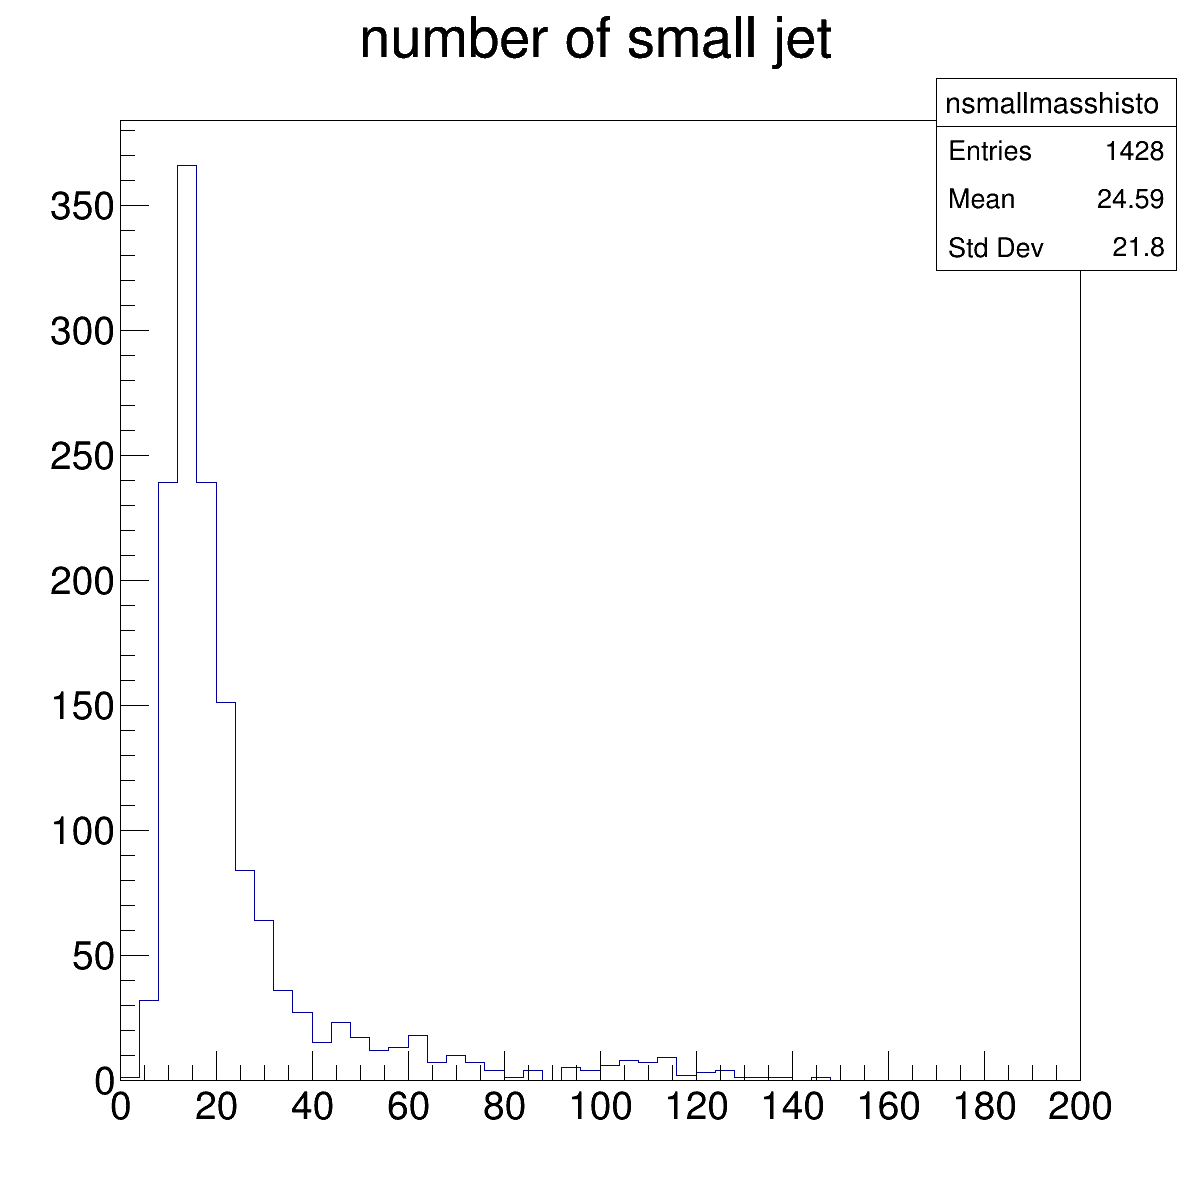 number of small jet
nsmallmasshisto
Entries 1428
Mean 24.59
Std Dev 21.8
350
300
250
200
150
100
50
0
0 20 40 60 80 100 120 140 160 180 200